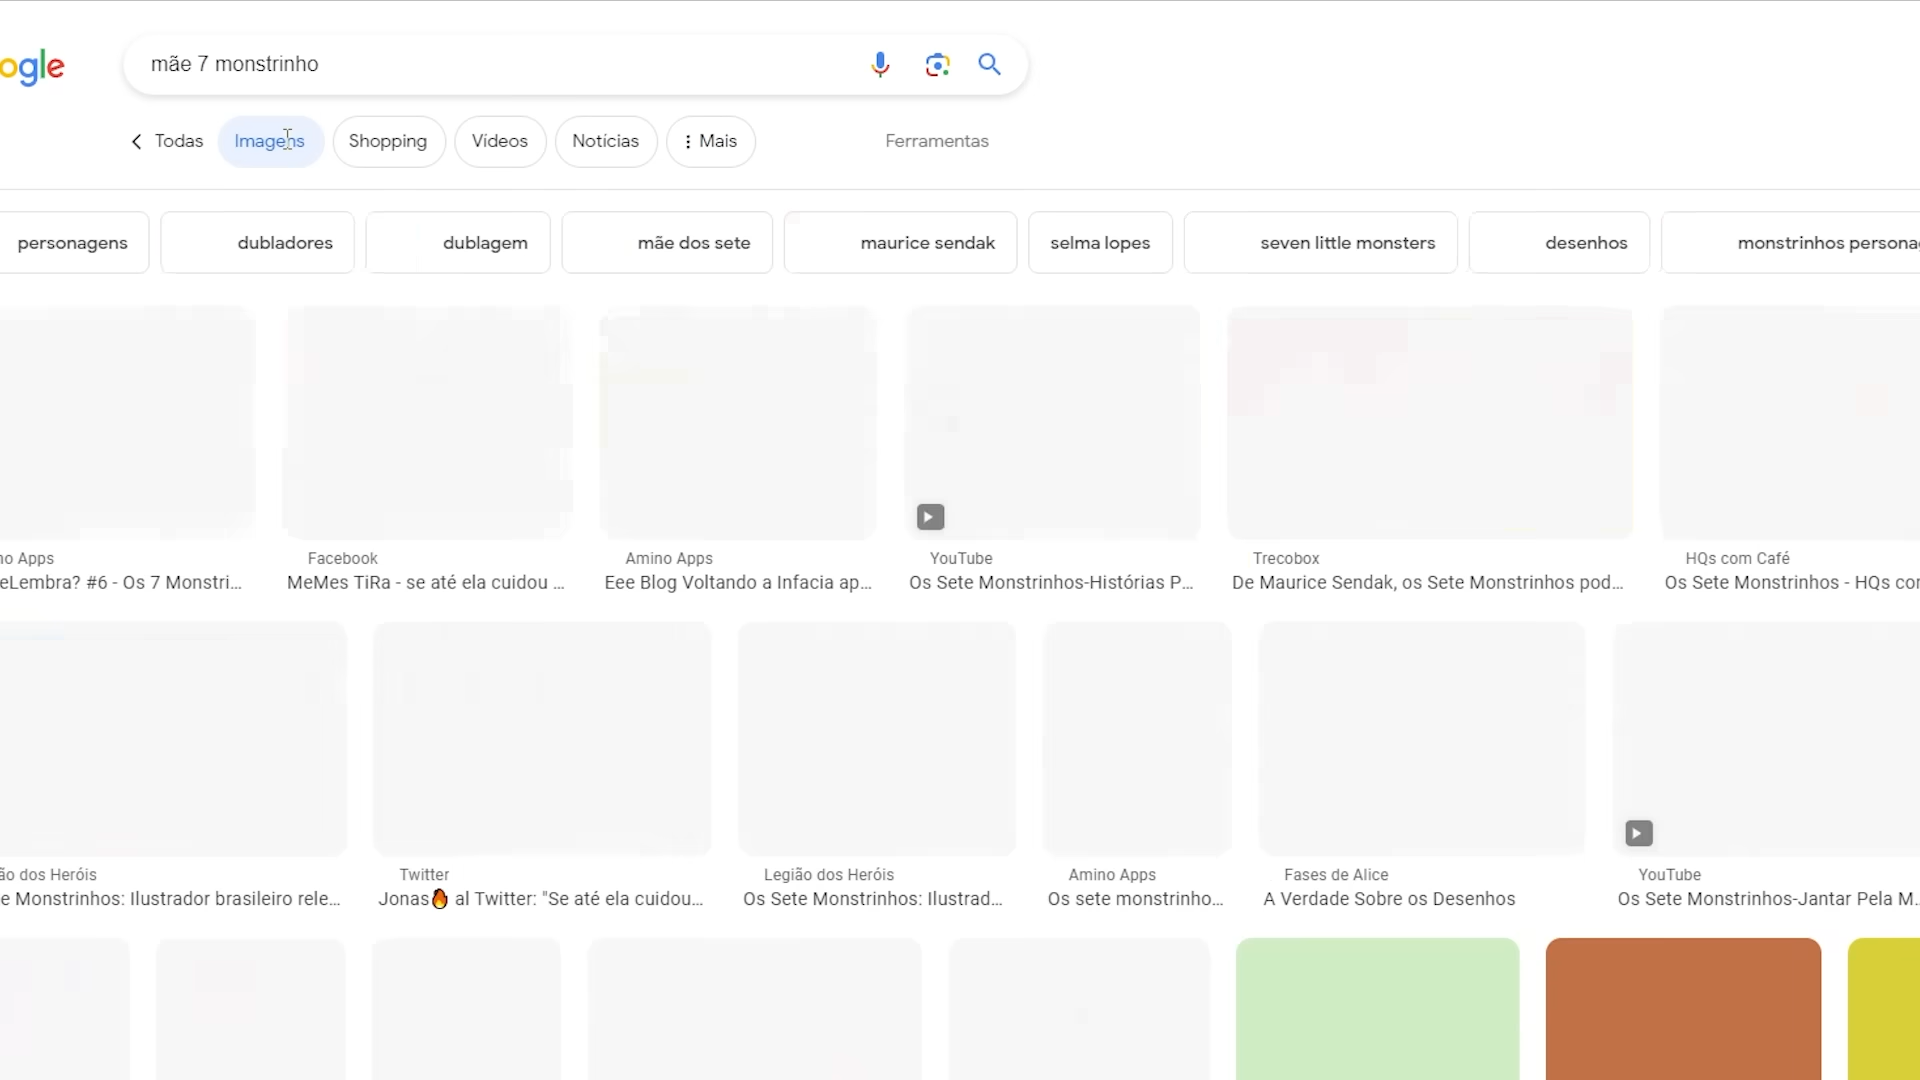 ogle
mãe 7 monstrinho
Todas Imagens Shopping Vídeos Notícias Mais Ferramentas
personagens dubladores dublagem mãe dos sete maurice sendak selma lopes seven little monsters desenhos monstrinhos persona
no Apps Facebook Amino Apps YouTube Trecobox HQs com Café
eLembra? #6 - Os 7 Monstri... MeMes TiRa - se até ela cuidou ... Eee Blog Voltando a Infacia ap... Os Sete Monstrinhos-Histórias P... De Maurice Sendak, os Sete Monstrinhos pod... Os Sete Monstrinhos - HQs co
ão dos Heróis Twitter Legião dos Heróis Amino Apps Fases de Alice YouTube
e Monstrinhos: Ilustrador brasileiro rele... Jonas🔥 al Twitter: "Se até ela cuidou... Os Sete Monstrinhos: Ilustrad... Os sete monstrinho... A Verdade Sobre os Desenhos Os Sete Monstrinhos-Jantar Pela M...